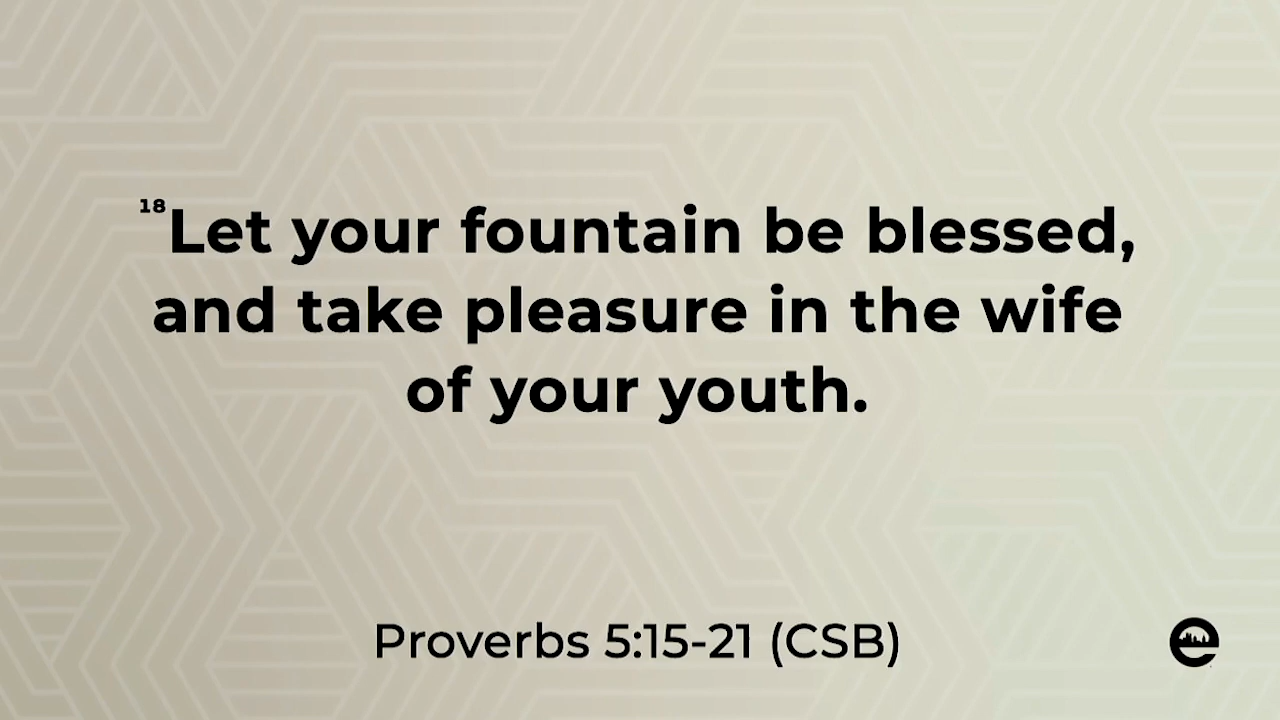 18Let your fountain be blessed,
and take pleasure in the wife
of your youth.
Proverbs 5:15-21 (CSB)
e